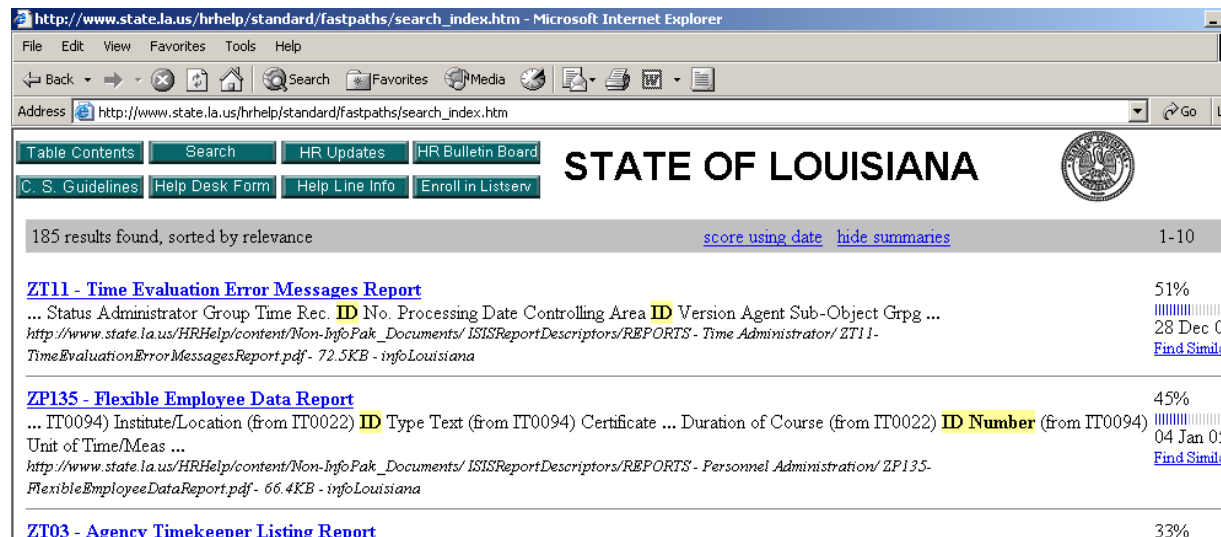 http://www.state.la.us/hrhelp/standard/fastpaths/search_index.htm - Microsoft Internet Explorer
File Edit View Favorites Tools Help
Back Search Favorites Media
Address http://www.state.la.us/hrhelp/standard/fastpaths/search_index.htm Go
Table Contents Search HR Updates HR Bulletin Board
STATE OF LOUISIANA
C. S. Guidelines Help Desk Form Help Line Info Enroll in Listserv
185 results found, sorted by relevance score using date hide summaries 1-10
ZT11 - Time Evaluation Error Messages Report 51%
... Status Administrator Group Time Rec. ID No. Processing Date Controlling Area ID Version Agent Sub-Object Grpg ...
http://www.state.la.us/HRHelp/content/Non-InfoPak_Documents/ ISISReportDescriptors/REPORTS - Time Administrator/ ZT11-
28 Dec
TimeEvaluationErrorMessagesReport.pdf - 72.5KB - infoLouisiana
Find Simil
ZP135 - Flexible Employee Data Report 45%
... IT0094) Institute/Location (from IT0022) ID Type Text (from IT0094) Certificate ... Duration of Course (from IT0022) ID Number (from IT0094)
Unit of Time/Meas ...
04 Jan
http://www.state.la.us/HRHelp/content/Non-InfoPak_Documents/ ISISReportDescriptors/REPORTS - Personnel Administration/ ZP135-
Find Simil
FlexibleEmployeeDataReport.pdf - 66.4KB - infoLouisiana
ZT03 - Agency Timekeeper Listing Report 33%